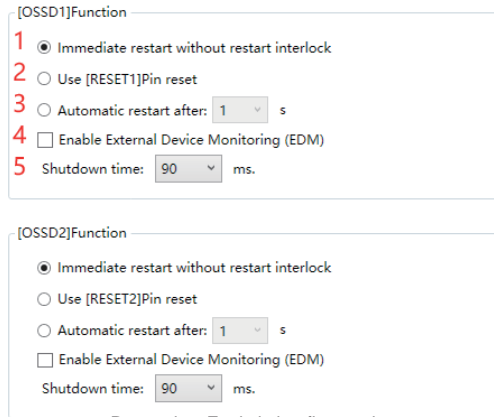 [OSSD1]Function
1 Immediate restart without restart interlock
2 Use [RESET1]Pin reset
3 Automatic restart after: 1 s
4 Enable External Device Monitoring (EDM)
5 Shutdown time: 90 ms.
[OSSD2]Function
Immediate restart without restart interlock
Use [RESET2]Pin reset
Automatic restart after: 1 s
Enable External Device Monitoring (EDM)
Shutdown time: 90 ms.